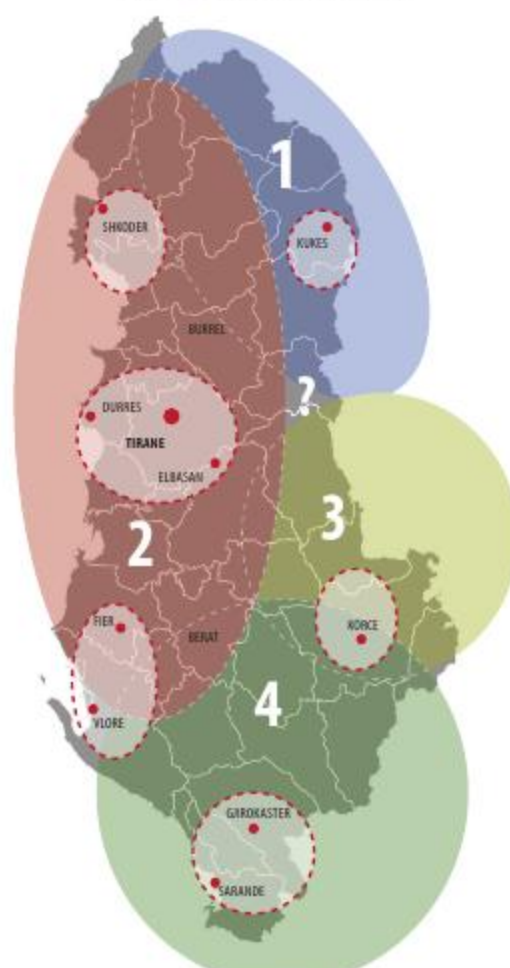 1
SHKODER
KUKES
BURREL
?
DURRES
TIRANE
ELBASAN
3
2
FIER
KORCE
BERAT
4
VLORE
GJIROKASTER
SARANDE